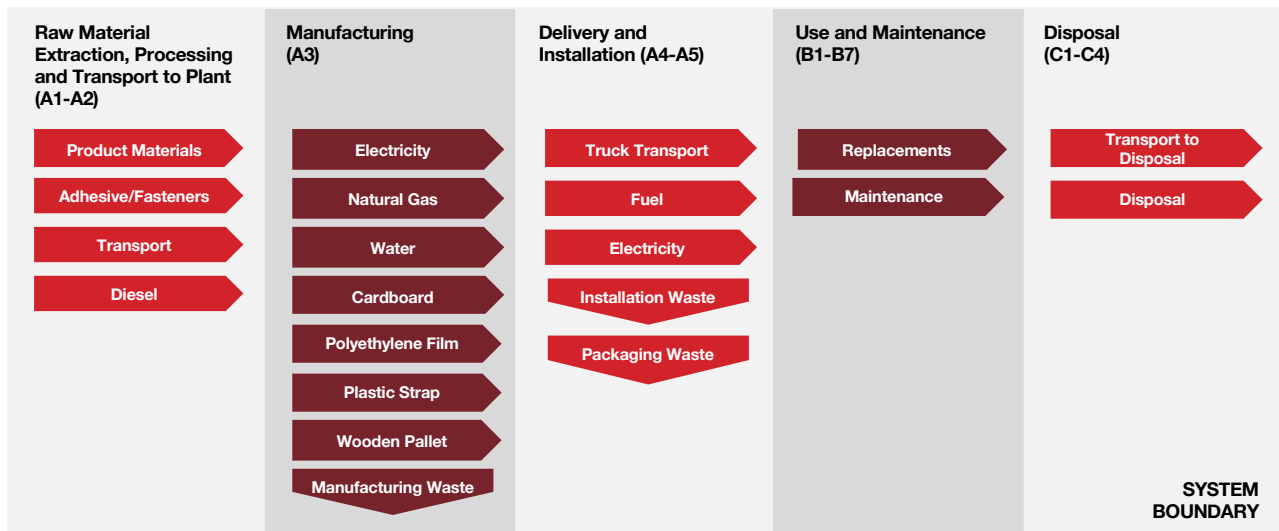 Raw Material
Extraction, Processing
and Transport to Plant
(A1-A2)
Product Materials
Adhesive/Fasteners
Transport
Diesel
Manufacturing
(A3)
Electricity
Natural Gas
Water
Cardboard
Polyethylene Film
Plastic Strap
Wooden Pallet
Manufacturing Waste
Delivery and
Installation (A4-A5)
Truck Transport
Fuel
Electricity
Installation Waste
Packaging Waste
Use and Maintenance
(B1-B7)
Replacements
Maintenance
Disposal
(C1-C4)
Transport to
Disposal
Disposal
SYSTEM
BOUNDARY